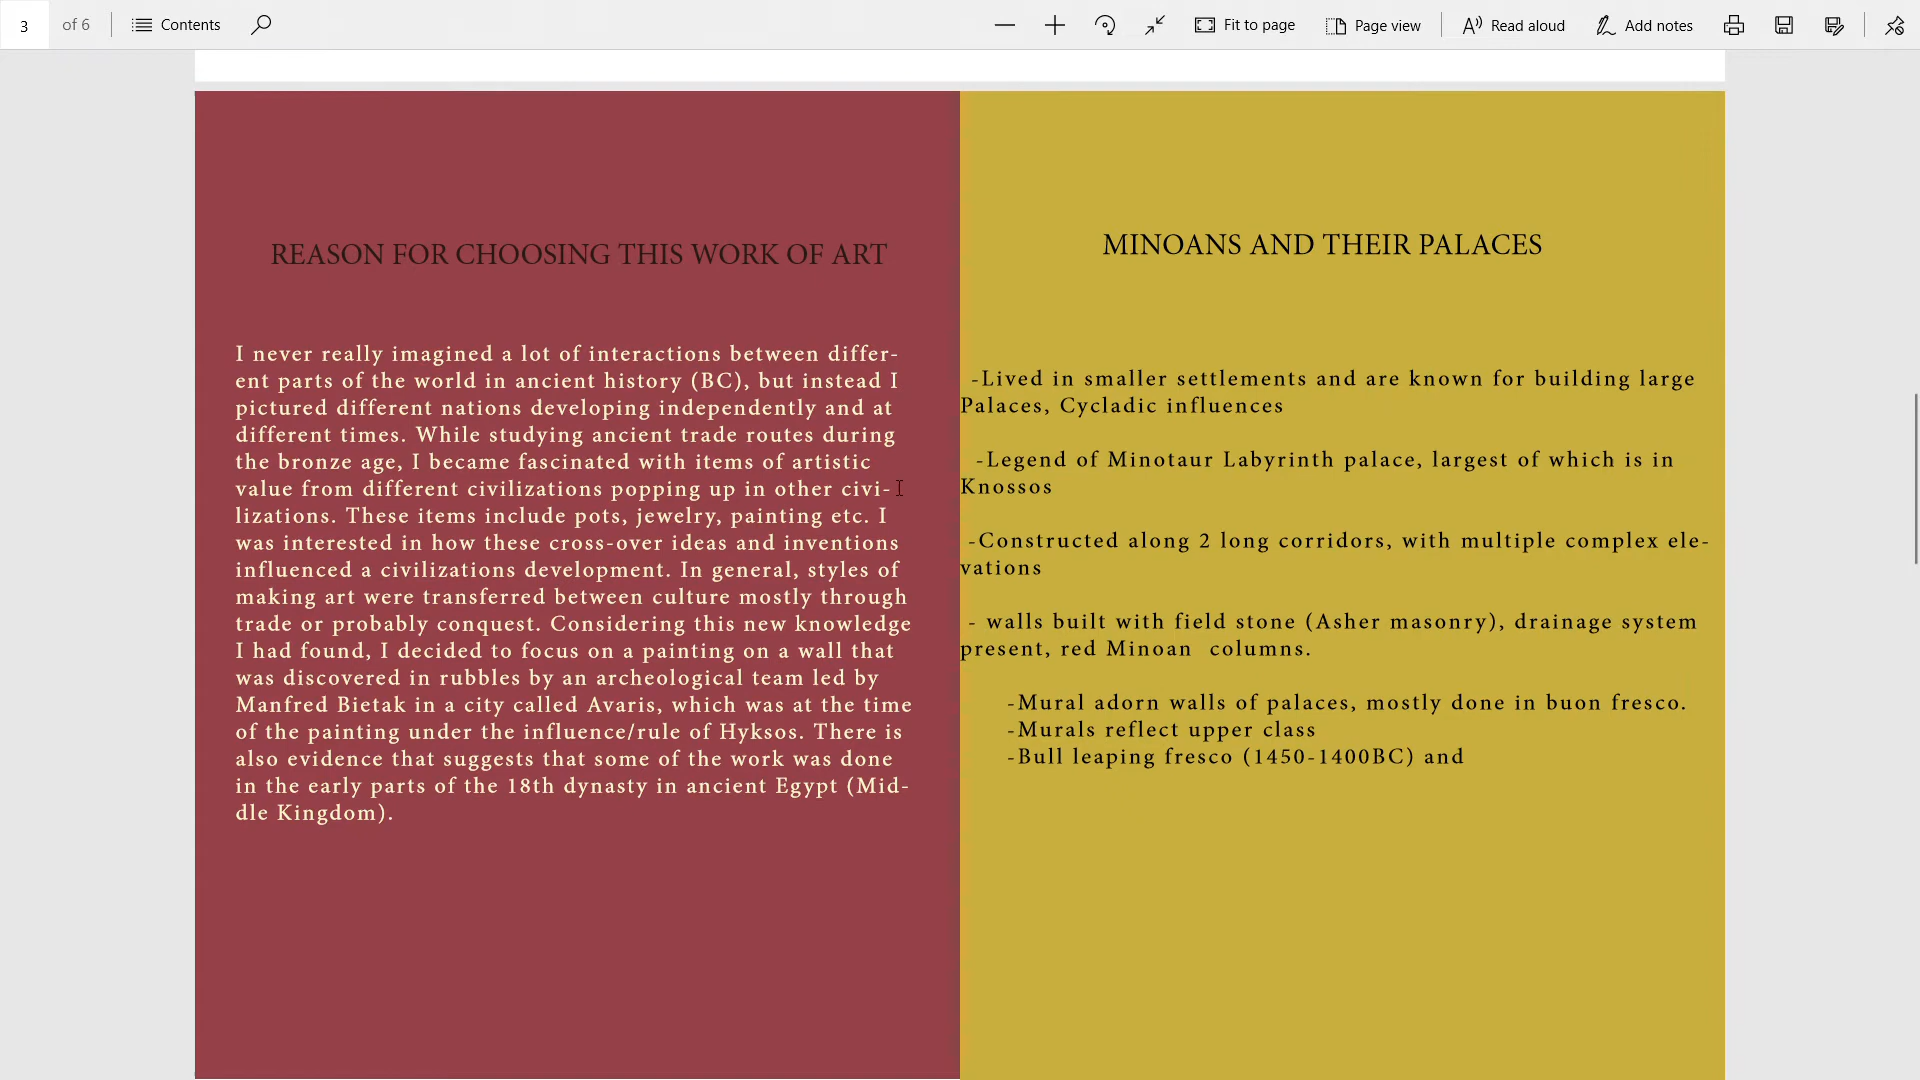 3 of 6 Contents Fit to page Page view Read aloud Add notes
REASON FOR CHOOSING THIS WORK OF ART
I never really imagined a lot of interactions between differ-
ent parts of the world in ancient history (BC), but instead I
pictured different nations developing independently and at
different times. While studying ancient trade routes during
the bronze age, I became fascinated with items of artistic
value from different civilizations popping up in other civi-
lizations. These items include pots, jewelry, painting etc. I
was interested in how these cross-over ideas and inventions
influenced a civilizations development. In general, styles of
making art were transferred between culture mostly through
trade or probably conquest. Considering this new knowledge
I had found, I decided to focus on a painting on a wall that
was discovered in rubbles by an archeological team led by
Manfred Bietak in a city called Avaris, which was at the time
of the painting under the influence/rule of Hyksos. There is
also evidence that suggests that some of the work was done
in the early parts of the 18th dynasty in ancient Egypt (Mid-
dle Kingdom).
MINOANS AND THEIR PALACES
-Lived in smaller settlements and are known for building large
Palaces, Cycladic influences
-Legend of Minotaur Labyrinth palace, largest of which is in
Knossos
-Constructed along 2 long corridors, with multiple complex ele-
vations
- walls built with field stone (Asher masonry), drainage system
present, red Minoan  columns.
-Mural adorn walls of palaces, mostly done in buon fresco.
-Murals reflect upper class
-Bull leaping fresco (1450-1400BC) and